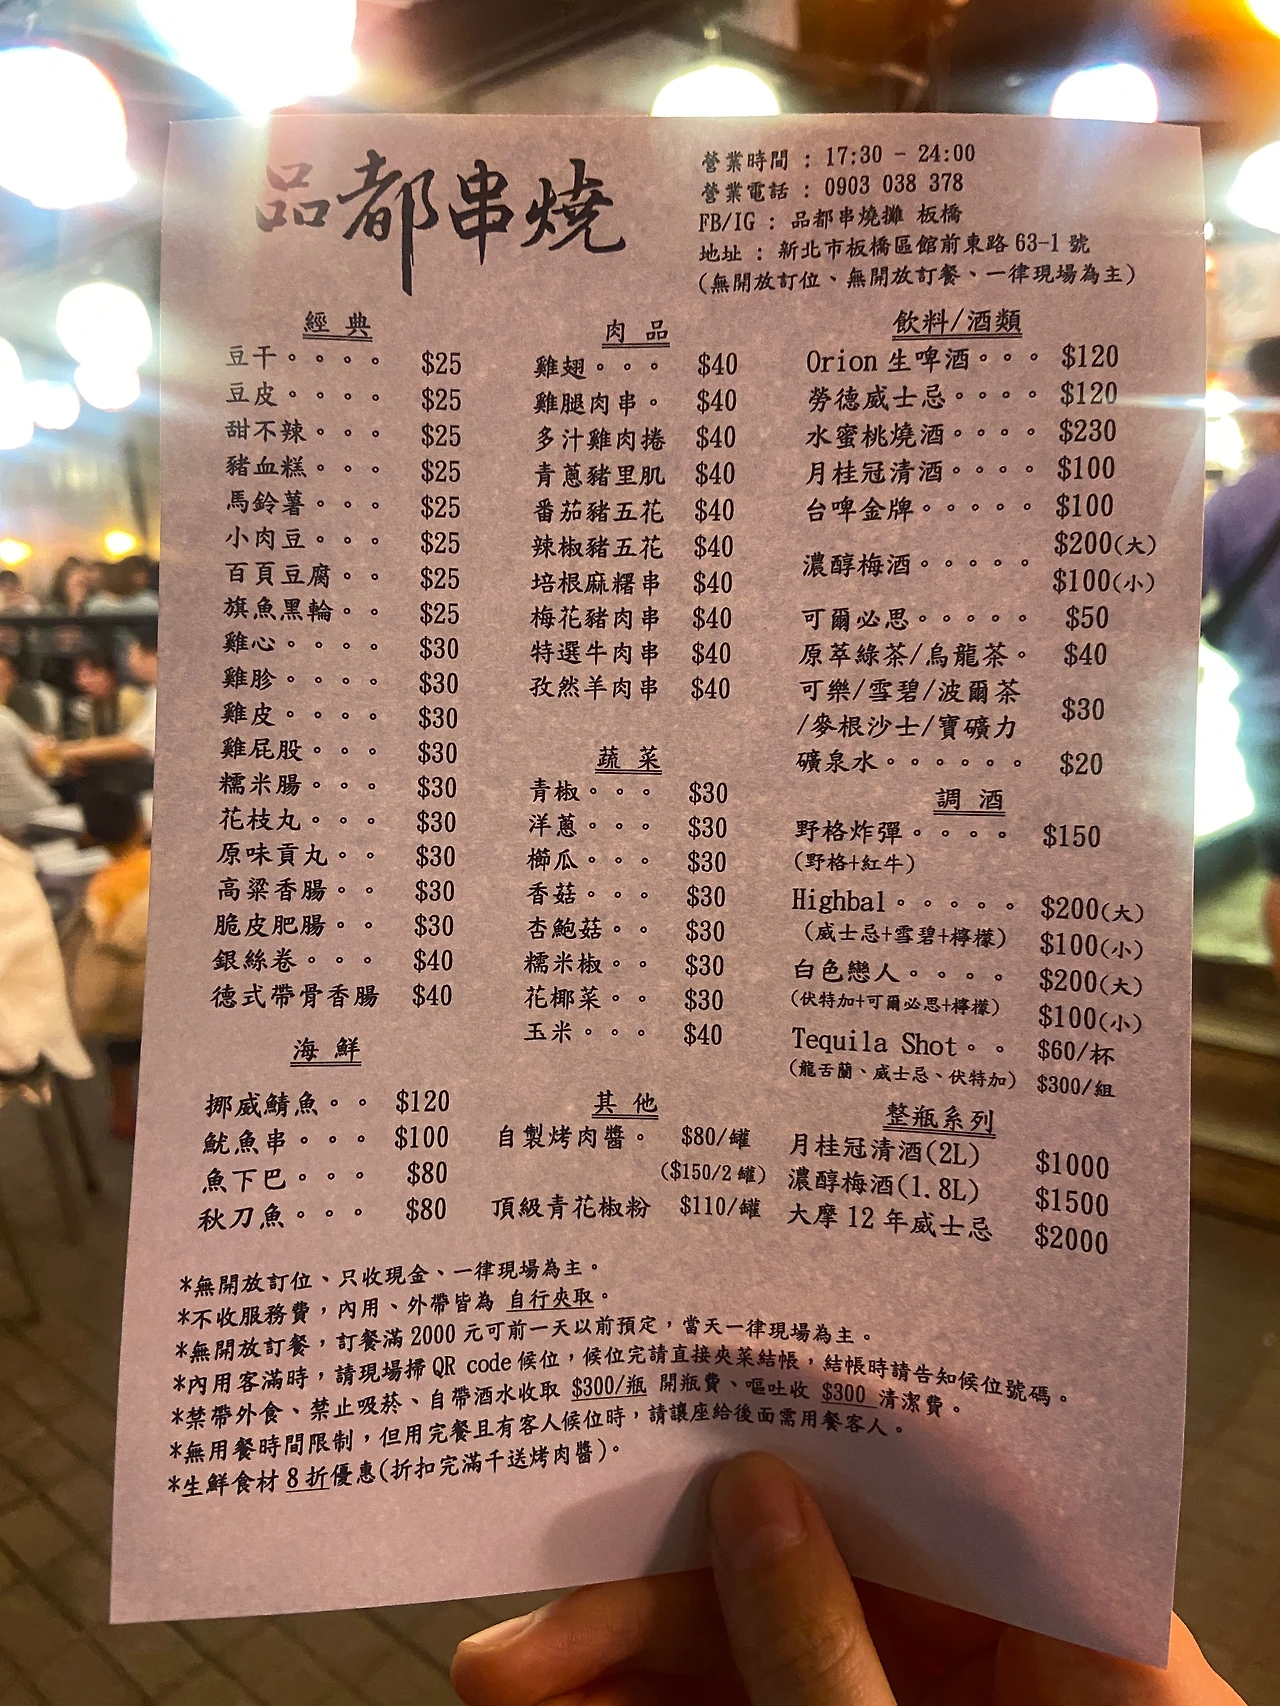 品都串燒
營業時間 : 17:30 - 24:00
營業電話 : 0903 038 378
FB/IG : 品都串燒攤 板橋
地址 : 新北市板橋區館前東路 63-1 號
(無開放訂位、無開放訂餐、一律現場為主)
經 典
豆干。。。。 $25
豆皮。。。。 $25
甜不辣。。。 $25
豬血糕。。。 $25
馬鈴薯。。。 $25
小肉豆。。。 $25
百頁豆腐。。 $25
旗魚黑輪。。 $25
雞心。。。。 $30
雞胗。。。。 $30
雞皮。。。。 $30
雞屁股。。。 $30
糯米腸。。。 $30
花枝丸。。。 $30
原味貢丸。。 $30
高粱香腸。。 $30
脆皮肥腸。。 $30
銀絲卷。。。 $40
德式帶骨香腸 $40
海 鮮
挪威鯖魚。。 $120
魷魚串。。。 $100
魚下巴。。。 $80
秋刀魚。。。 $80
肉 品
雞翅。。。 $40
雞腿肉串。 $40
多汁雞肉捲 $40
青蔥豬里肌 $40
番茄豬五花 $40
辣椒豬五花 $40
培根麻糬串 $40
梅花豬肉串 $40
特選牛肉串 $40
孜然羊肉串 $40
蔬 菜
青椒。。。 $30
洋蔥。。。 $30
櫛瓜。。。 $30
香菇。。。 $30
杏鮑菇。。 $30
糯米椒。。 $30
花椰菜。。 $30
玉米。。。 $40
其 他
自製烤肉醬。 $80/罐
($150/2 罐)
頂級青花椒粉 $110/罐
飲料/酒類
Orion 生啤酒。。。 $120
勞德威士忌。。。。 $120
水蜜桃燒酒。。。。 $230
月桂冠清酒。。。。 $100
台啤金牌。。。。。 $100
濃醇梅酒。。。。。 $200(大)
$100(小)
可爾必思。。。。。 $50
原萃綠茶/烏龍茶。 $40
可樂/雪碧/波爾茶
/麥根沙士/寶礦力 $30
礦泉水。。。。。。 $20
調 酒
野格炸彈。。。。 $150
(野格+紅牛)
Highbal。。。。。 $200(大)
(威士忌+雪碧+檸檬) $100(小)
白色戀人。。。。 $200(大)
(伏特加+可爾必思+檸檬) $100(小)
Tequila Shot。。 $60/杯
(龍舌蘭、威士忌、伏特加) $300/組
整瓶系列
月桂冠清酒(2L) $1000
濃醇梅酒(1.8L) $1500
大摩 12 年威士忌 $2000
*無開放訂位、只收現金、一律現場為主。
*不收服務費，內用、外帶皆為 自行夾取。
*無開放訂餐，訂餐滿 2000 元可前一天以前預定，當天一律現場為主。
*內用客滿時，請現場掃 QR code 候位，候位完請直接夾菜結帳，結帳時請告知候位號碼。
*禁帶外食、禁止吸菸、自帶酒水收取 $300/瓶 開瓶費、嘔吐收 $300 清潔費。
*無用餐時間限制，但用完餐且有客人候位時，請讓座給後面需用餐客人。
*生鮮食材 8 折優惠(折扣完滿千送烤肉醬)。